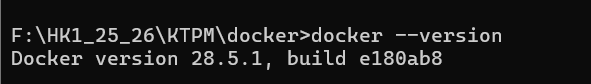 F:\HK1_25_26\KTPM\docker>docker --version
Docker version 28.5.1, build e180ab8